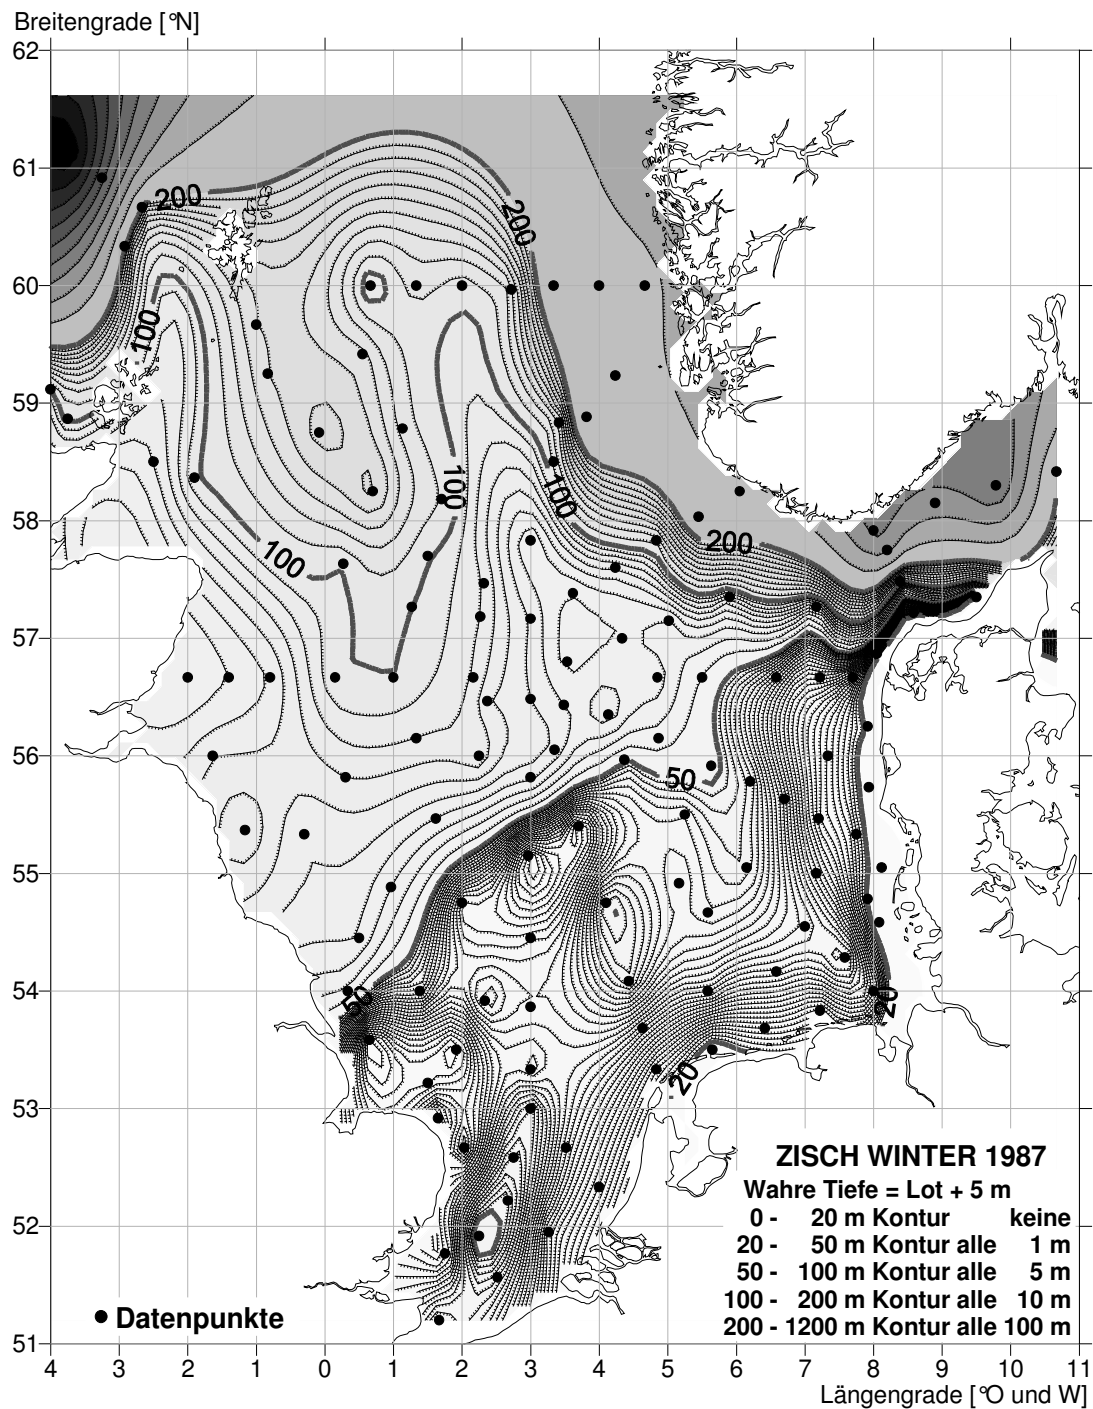 Breitengrade [°N]
62
61
200
200
60
100
59
100
100
58
200
100
57
56
50
55
54
50
20
20
53
ZISCH WINTER 1987
Wahre Tiefe = Lot + 5 m
0 - 20 m Kontur keine
52
20 - 50 m Kontur alle 1 m
50 - 100 m Kontur alle 5 m
100 - 200 m Kontur alle 10 m
Datenpunkte
200 - 1200 m Kontur alle 100 m
51
4 3 2 1 0 1 2 3 4 5 6 7 8 9 10 11
Längengrade [°O und W]